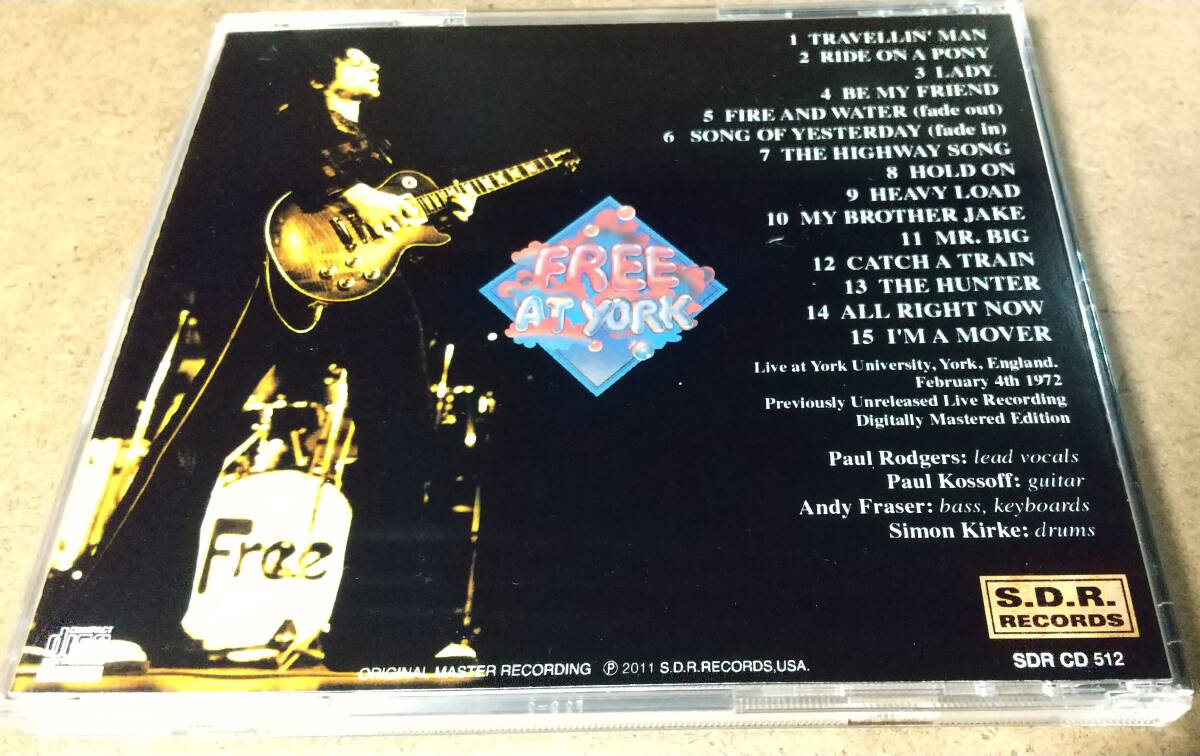 1 TRAVELLIN' MAN
2 RIDE ON A PONY
3 LADY
4 BE MY FRIEND
5 FIRE AND WATER (fade out)
6 SONG OF YESTERDAY (fade in)
7 THE HIGHWAY SONG
8 HOLD ON
9 HEAVY LOAD
10 MY BROTHER JAKE
11 MR. BIG
12 CATCH A TRAIN
13 THE HUNTER
14 ALL RIGHT NOW
15 I'M A MOVER
FREE
AT YORK
Live at York University, York, England.
February 4th 1972
Previously Unreleased Live Recording
Digitally Mastered Edition
Paul Rodgers: lead vocals
Paul Kossoff: guitar
Andy Fraser: bass, keyboards
Simon Kirke: drums
Free
S.D.R.
RECORDS
SDR CD 512
COMPACT
disc
ORIGINAL MASTER RECORDING ℗ 2011 S.D.R.RECORDS,USA.